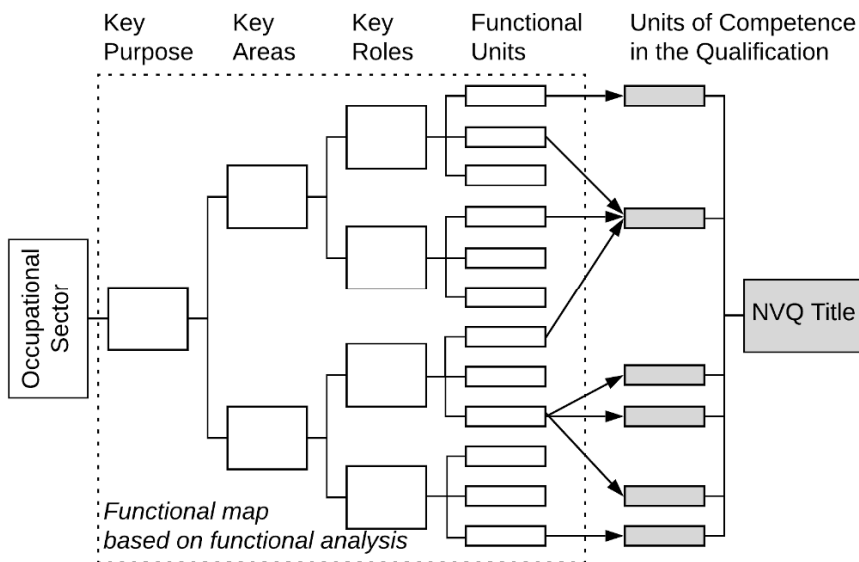 Key
Purpose
Key
Areas
Key
Roles
Functional
Units
Units of Competence
in the Qualification
Occupational
Sector
NVQ Title
Functional map
based on functional analysis